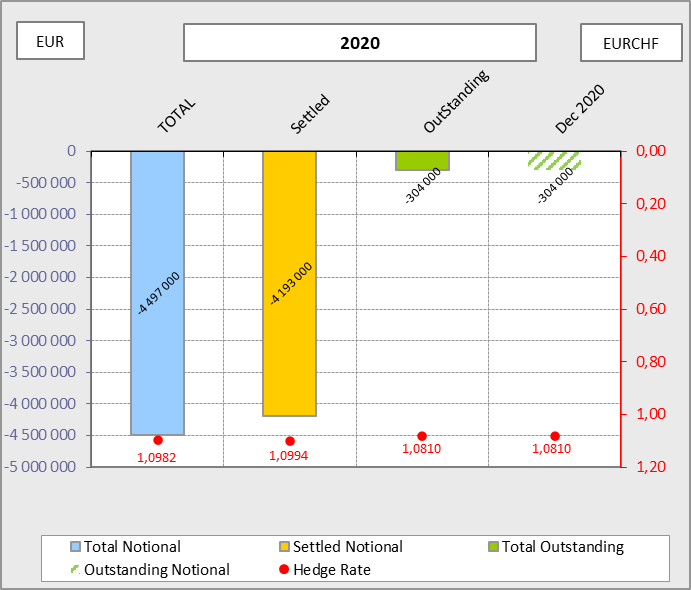 EUR
2020
EURCHF
TOTAL
Settled
OutStanding
Dec 2020
0
-500 000
-1 000 000
-1 500 000
-2 000 000
-2 500 000
-3 000 000
-3 500 000
-4 000 000
-4 500 000
-5 000 000
-4 497 000
-4 193 000
-304 000
-304 000
1,0982
1,0994
1,0810
1,0810
0,00
0,20
0,40
0,60
0,80
1,00
1,20
Total Notional
Settled Notional
Total Outstanding
Outstanding Notional
Hedge Rate